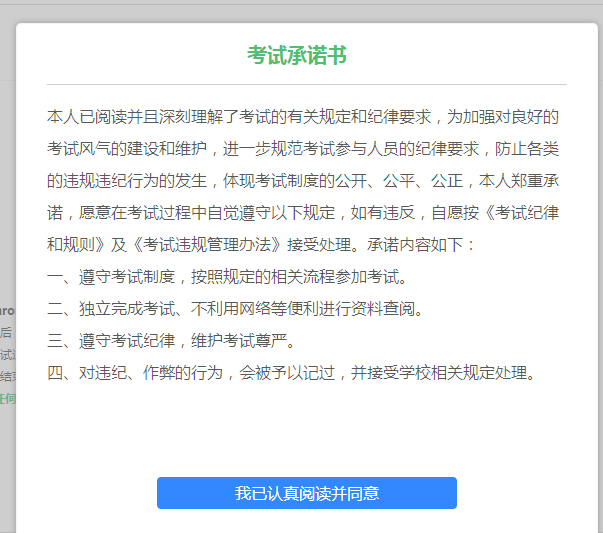 考试承诺书
本人已阅读并且深刻理解了考试的有关规定和纪律要求，为加强对良好的
考试风气的建设和维护，进一步规范考试参与人员的纪律要求，防止各类
的违规违纪行为的发生，体现考试制度的公开、公平、公正，本人郑重承
诺，愿意在考试过程中自觉遵守以下规定，如有违反，自愿按《考试纪律
和规则》及《考试违规管理办法》接受处理。承诺内容如下：
一、遵守考试制度，按照规定的相关流程参加考试。
二、独立完成考试、不利用网络等便利进行资料查阅。
三、遵守考试纪律，维护考试尊严。
四、对违纪、作弊的行为，会被予以记过，并接受学校相关规定处理。
我已认真阅读并同意